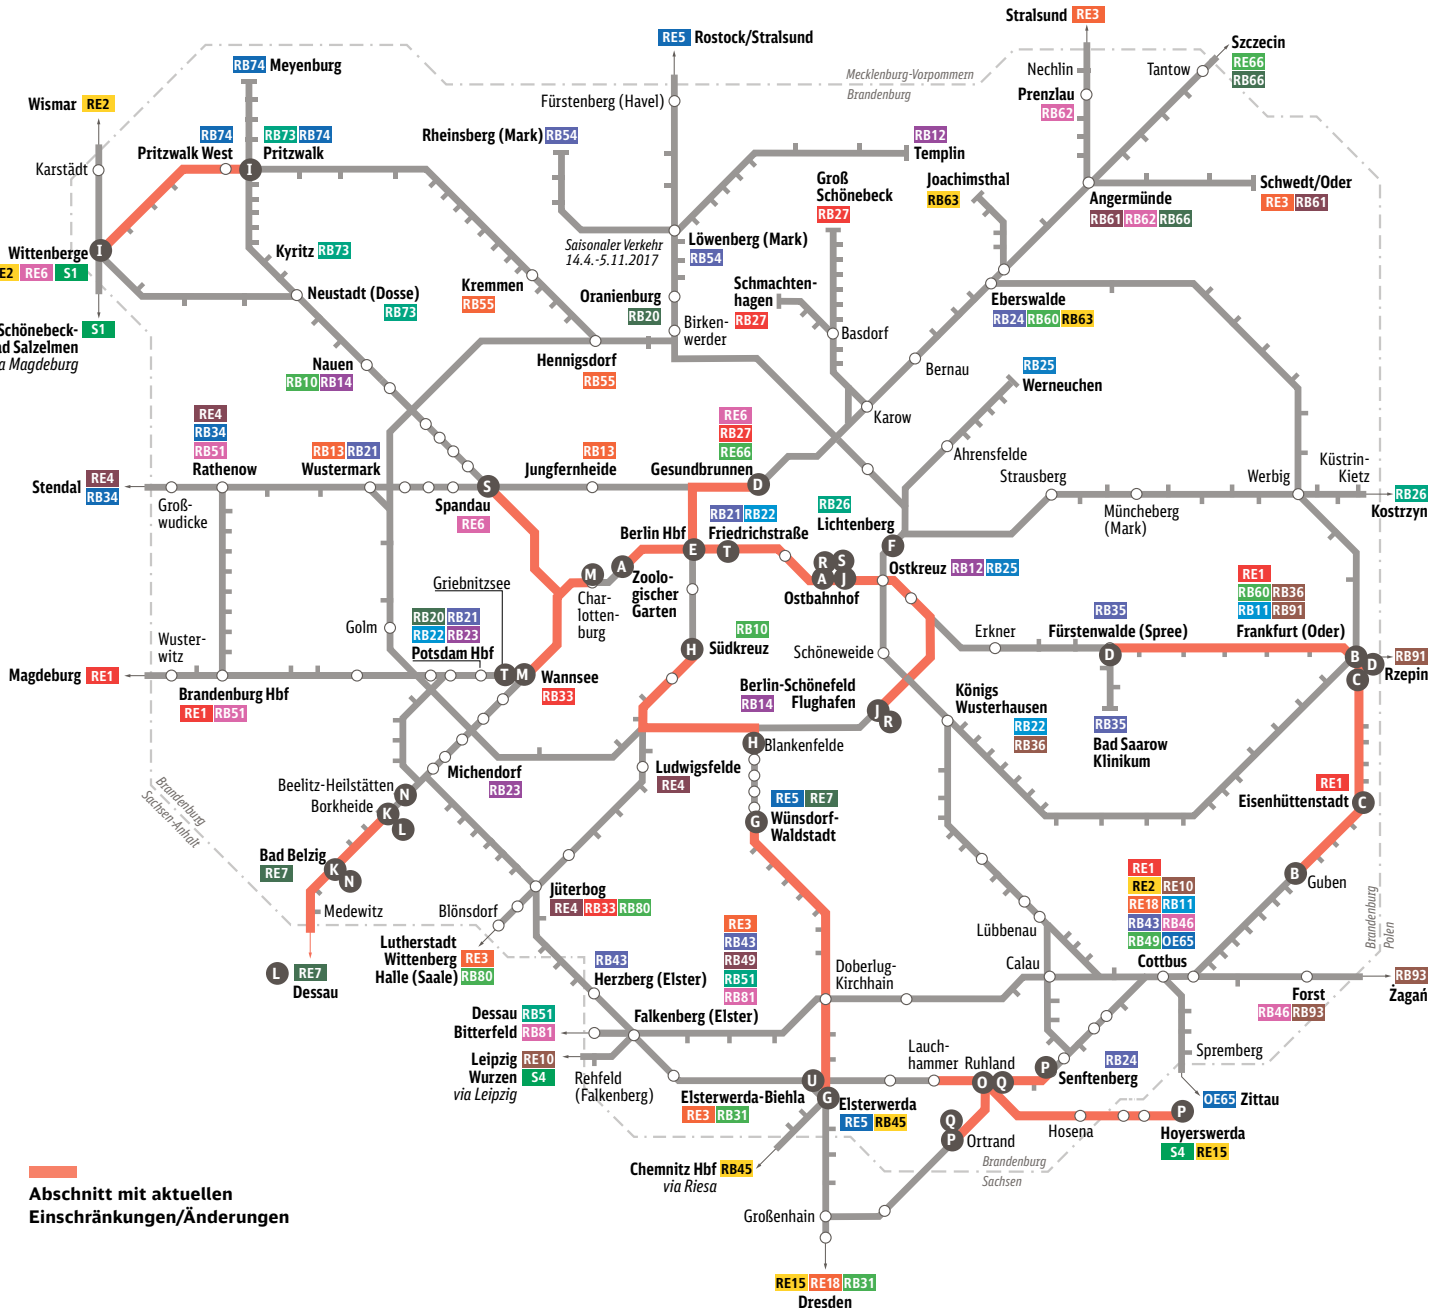 Stralsund RE3
RE5 Rostock/Stralsund
Szczecin
RE66
RB66
Nechlin
Tantow
RB74 Meyenburg
Mecklenburg-Vorpommern
Brandenburg
Prenzlau
RB62
Wismar RE2
Fürstenberg (Havel)
RB74
Pritzwalk West
RB73 RB74
Pritzwalk
Rheinsberg (Mark) RB54
RB12
Templin
Karstädt
I
Groß
Schönebeck
RB27
Joachimsthal
RB63
Schwedt/Oder
RE3 RB61
Angermünde
RB61 RB62 RB66
Wittenberge
I
E2 RE6 S1
Kyritz RB73
Saisonaler Verkehr
14.4.-5.11.2017
Löwenberg (Mark)
RB54
Neustadt (Dosse)
RB73
Kremmen
RB55
Oranienburg
RB20
Schmachten-
hagen
RB27
Eberswalde
RB24 RB60 RB63
Schönebeck- S1
ad Salzelmen
a Magdeburg
Birken-
werder
Basdorf
Nauen
RB10 RB14
Hennigsdorf
RB55
Bernau
RB25
Werneuchen
Karow
RE4
RB34
RB51
Rathenow
RB13 RB21
Wustermark
RB13
Jungfernheide
RE6
RB27
RE66
Gesundbrunnen
Ahrensfelde
Strausberg
Werbig
Küstrin-
Kietz
Stendal RE4
RB34
Groß-
wudicke
S
Spandau
RE6
D
RB26
Lichtenberg
Müncheberg
(Mark)
RB26
Kostrzyn
RB21 RB22
Friedrichstraße
Berlin Hbf
E
T
F
Griebnitzsee
M
A
Zoolo-
gischer
Garten
Char-
lotten-
burg
R
S
A
J
Ostbahnhof
Ostkreuz RB12 RB25
RE1
RB60 RB36
RB11 RB91
Frankfurt (Oder)
Wuster-
witz
Golm
RB20 RB21
RB22 RB23
Potsdam Hbf
RB10
Südkreuz
H
Schöneweide
Erkner
RB35
Fürstenwalde (Spree)
D
B
D
C
RB91
Rzepin
Magdeburg RE1
Brandenburg Hbf
RE1 RB51
T
M
Wannsee
RB33
Berlin-Schönefeld
RB14 Flughafen
J
R
Königs
Wusterhausen
RB22
RB36
RB35
Bad Saarow
Klinikum
H
Blankenfelde
Michendorf
RB23
Ludwigsfelde
RE4
Beelitz-Heilstätten
N
Borkheide
K
L
Brandenburg
Sachsen-Anhalt
RE5 RE7
Wünsdorf-
Waldstadt
G
RE1
Eisenhüttenstadt
C
Bad Belzig
RE7
K
N
Medewitz
Jüterbog
RE4 RB33 RB80
Blönsdorf
RE1
RE2 RE10
RE18 RB11
RB43 RB46
RB49 OE65
Cottbus
B
Guben
Brandenburg
Polen
Lutherstadt
Wittenberg RE3
Halle (Saale) RB80
RB43
Herzberg (Elster)
RE3
RB43
RB49
RB51
RB81
Falkenberg (Elster)
Lübbenau
Calau
Doberlug-
Kirchhain
L
RE7
Dessau
Forst
RB46 RB93
RB93
Żagań
Dessau RB51
Bitterfeld RB81
Leipzig RE10
Wurzen S4
via Leipzig
Rehfeld
(Falkenberg)
Elsterwerda-Biehla
RE3 RB31
U
G
Elsterwerda
RE5 RB45
Lauch-
hammer
Ruhland
O
Q
P
RB24
Senftenberg
Spremberg
OE65 Zittau
Q
P
Ortrand
Hosena
P
Hoyerswerda
S4 RE15
Chemnitz Hbf RB45
via Riesa
Brandenburg
Sachsen
Abschnitt mit aktuellen
Einschränkungen/Änderungen
Großenhain
RE15 RE18 RB31
Dresden